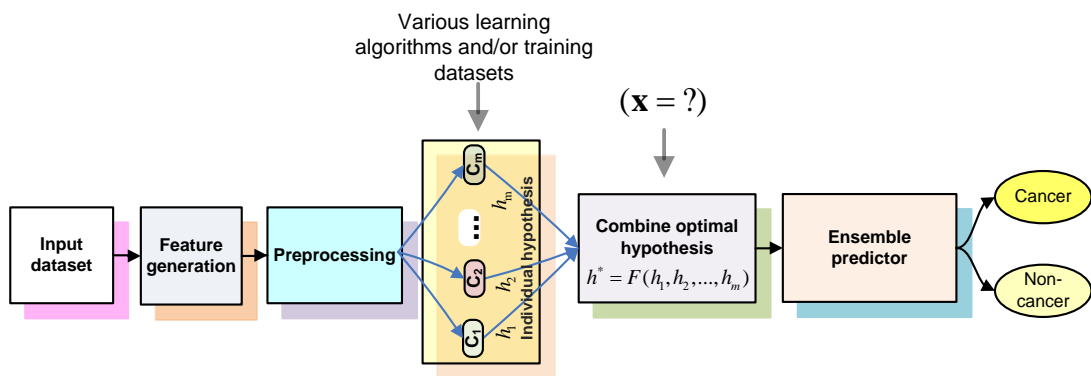 Various learning
algorithms and/or training
datasets
(x = ?)
Input
dataset
Feature
generation
Preprocessing
Cm
...
C2
C1
hm
h2
h1
Individual hypothesis
Combine optimal
hypothesis
h* = F(h1, h2, ..., hm)
Ensemble
predictor
Cancer
Non-
cancer